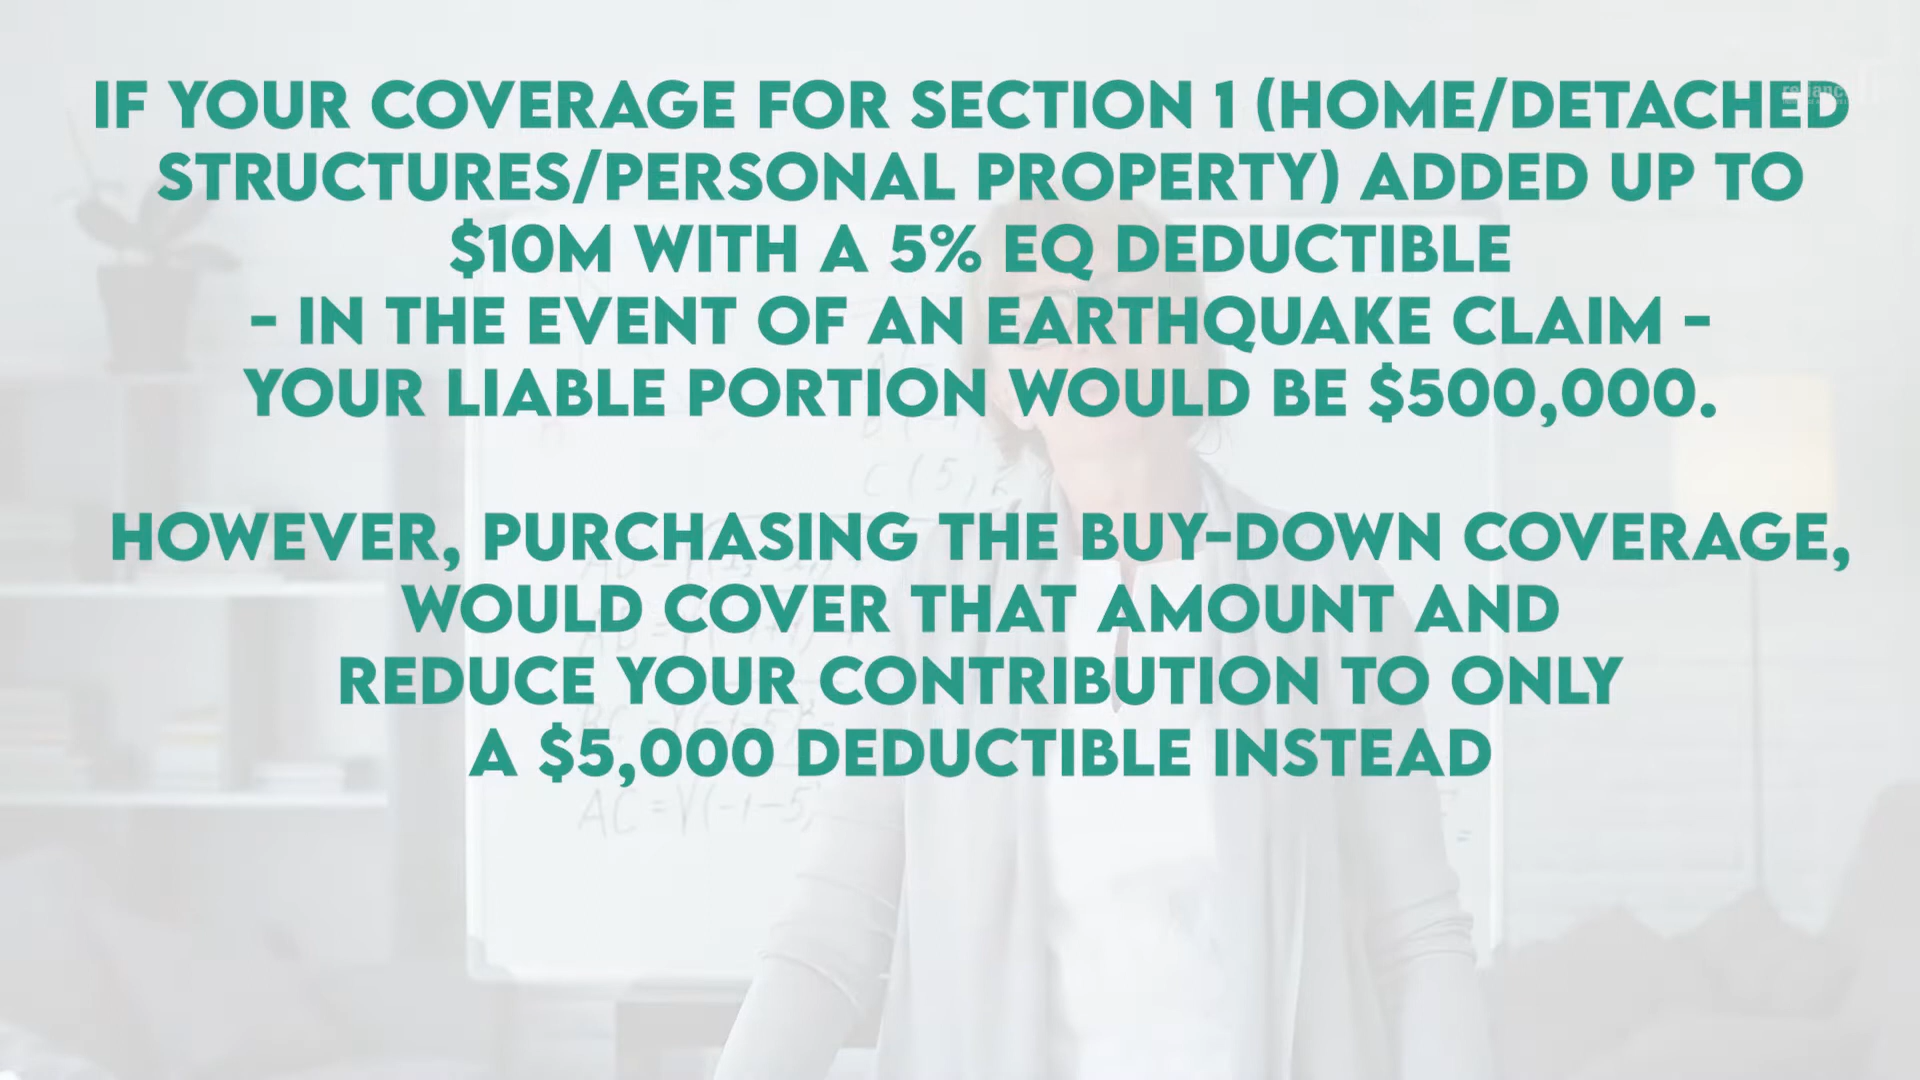 IF YOUR COVERAGE FOR SECTION 1 (HOME/DETACHED
STRUCTURES/PERSONAL PROPERTY) ADDED UP TO
$10M WITH A 5% EQ DEDUCTIBLE
- IN THE EVENT OF AN EARTHQUAKE CLAIM -
YOUR LIABLE PORTION WOULD BE $500,000.
HOWEVER, PURCHASING THE BUY-DOWN COVERAGE,
WOULD COVER THAT AMOUNT AND
REDUCE YOUR CONTRIBUTION TO ONLY
A $5,000 DEDUCTIBLE INSTEAD